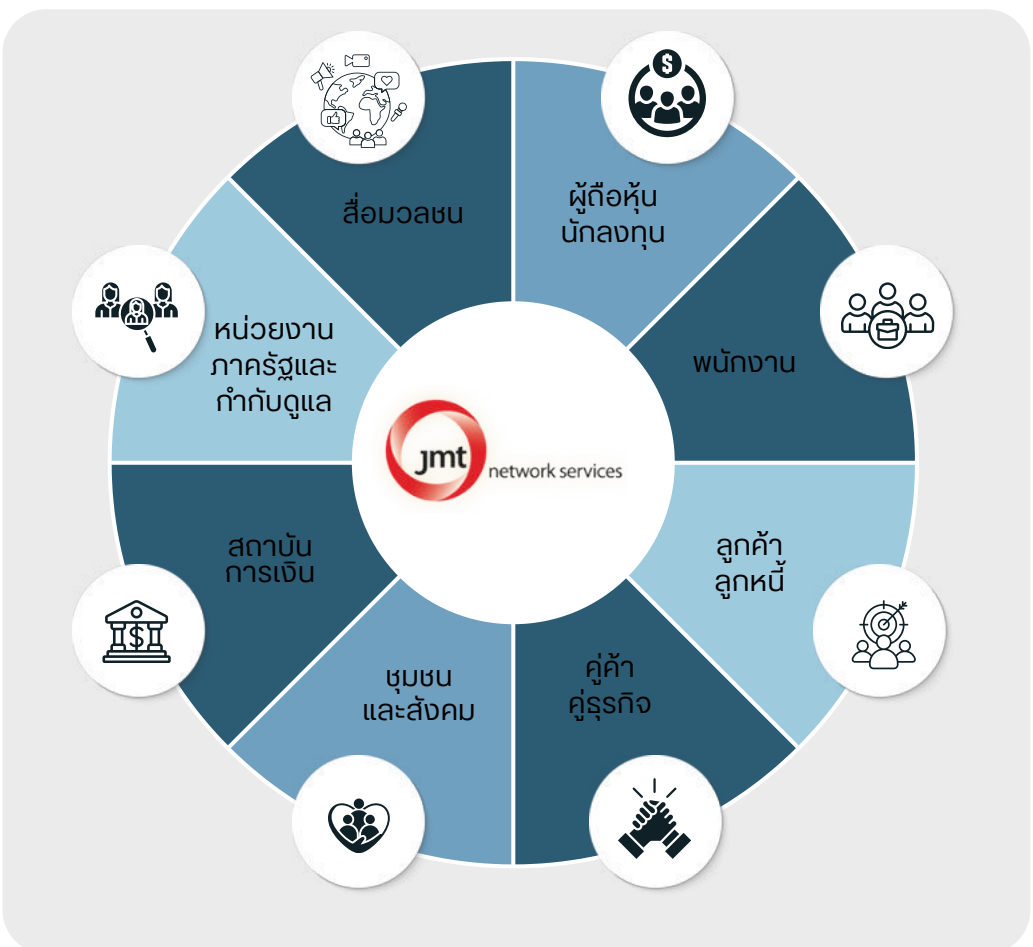 สื่อมวลชน
ผู้ถือหุ้น
นักลงทุน
พนักงาน
ลูกค้า
ลูกหนี้
คู่ค้า
คู่ธุรกิจ
ชุมชน
และสังคม
สถาบัน
การเงิน
หน่วยงาน
ภาครัฐและ
กำกับดูแล
jmt
network services
$
$